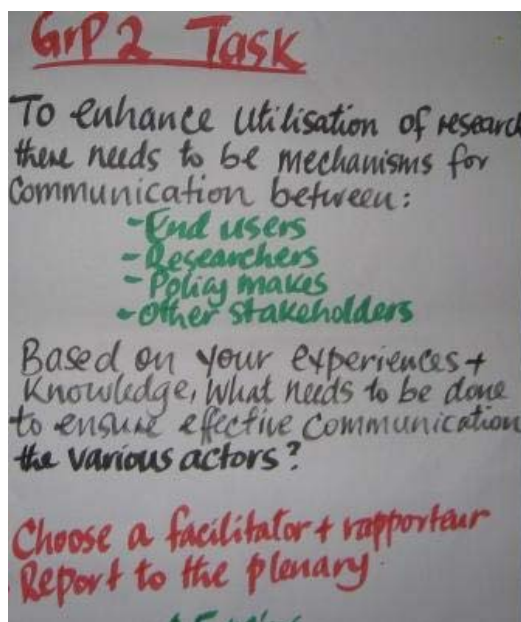 GrP 2 Task
To enhance utilisation of research
there needs to be mechanisms for
communication between:
-End users
-Researchers
-Policy makes
-Other stakeholders
Based on your experiences +
Knowledge, what needs to be done
to ensure effective communication
the various actors?
Choose a facilitator + rapporteur
Report to the plenary.